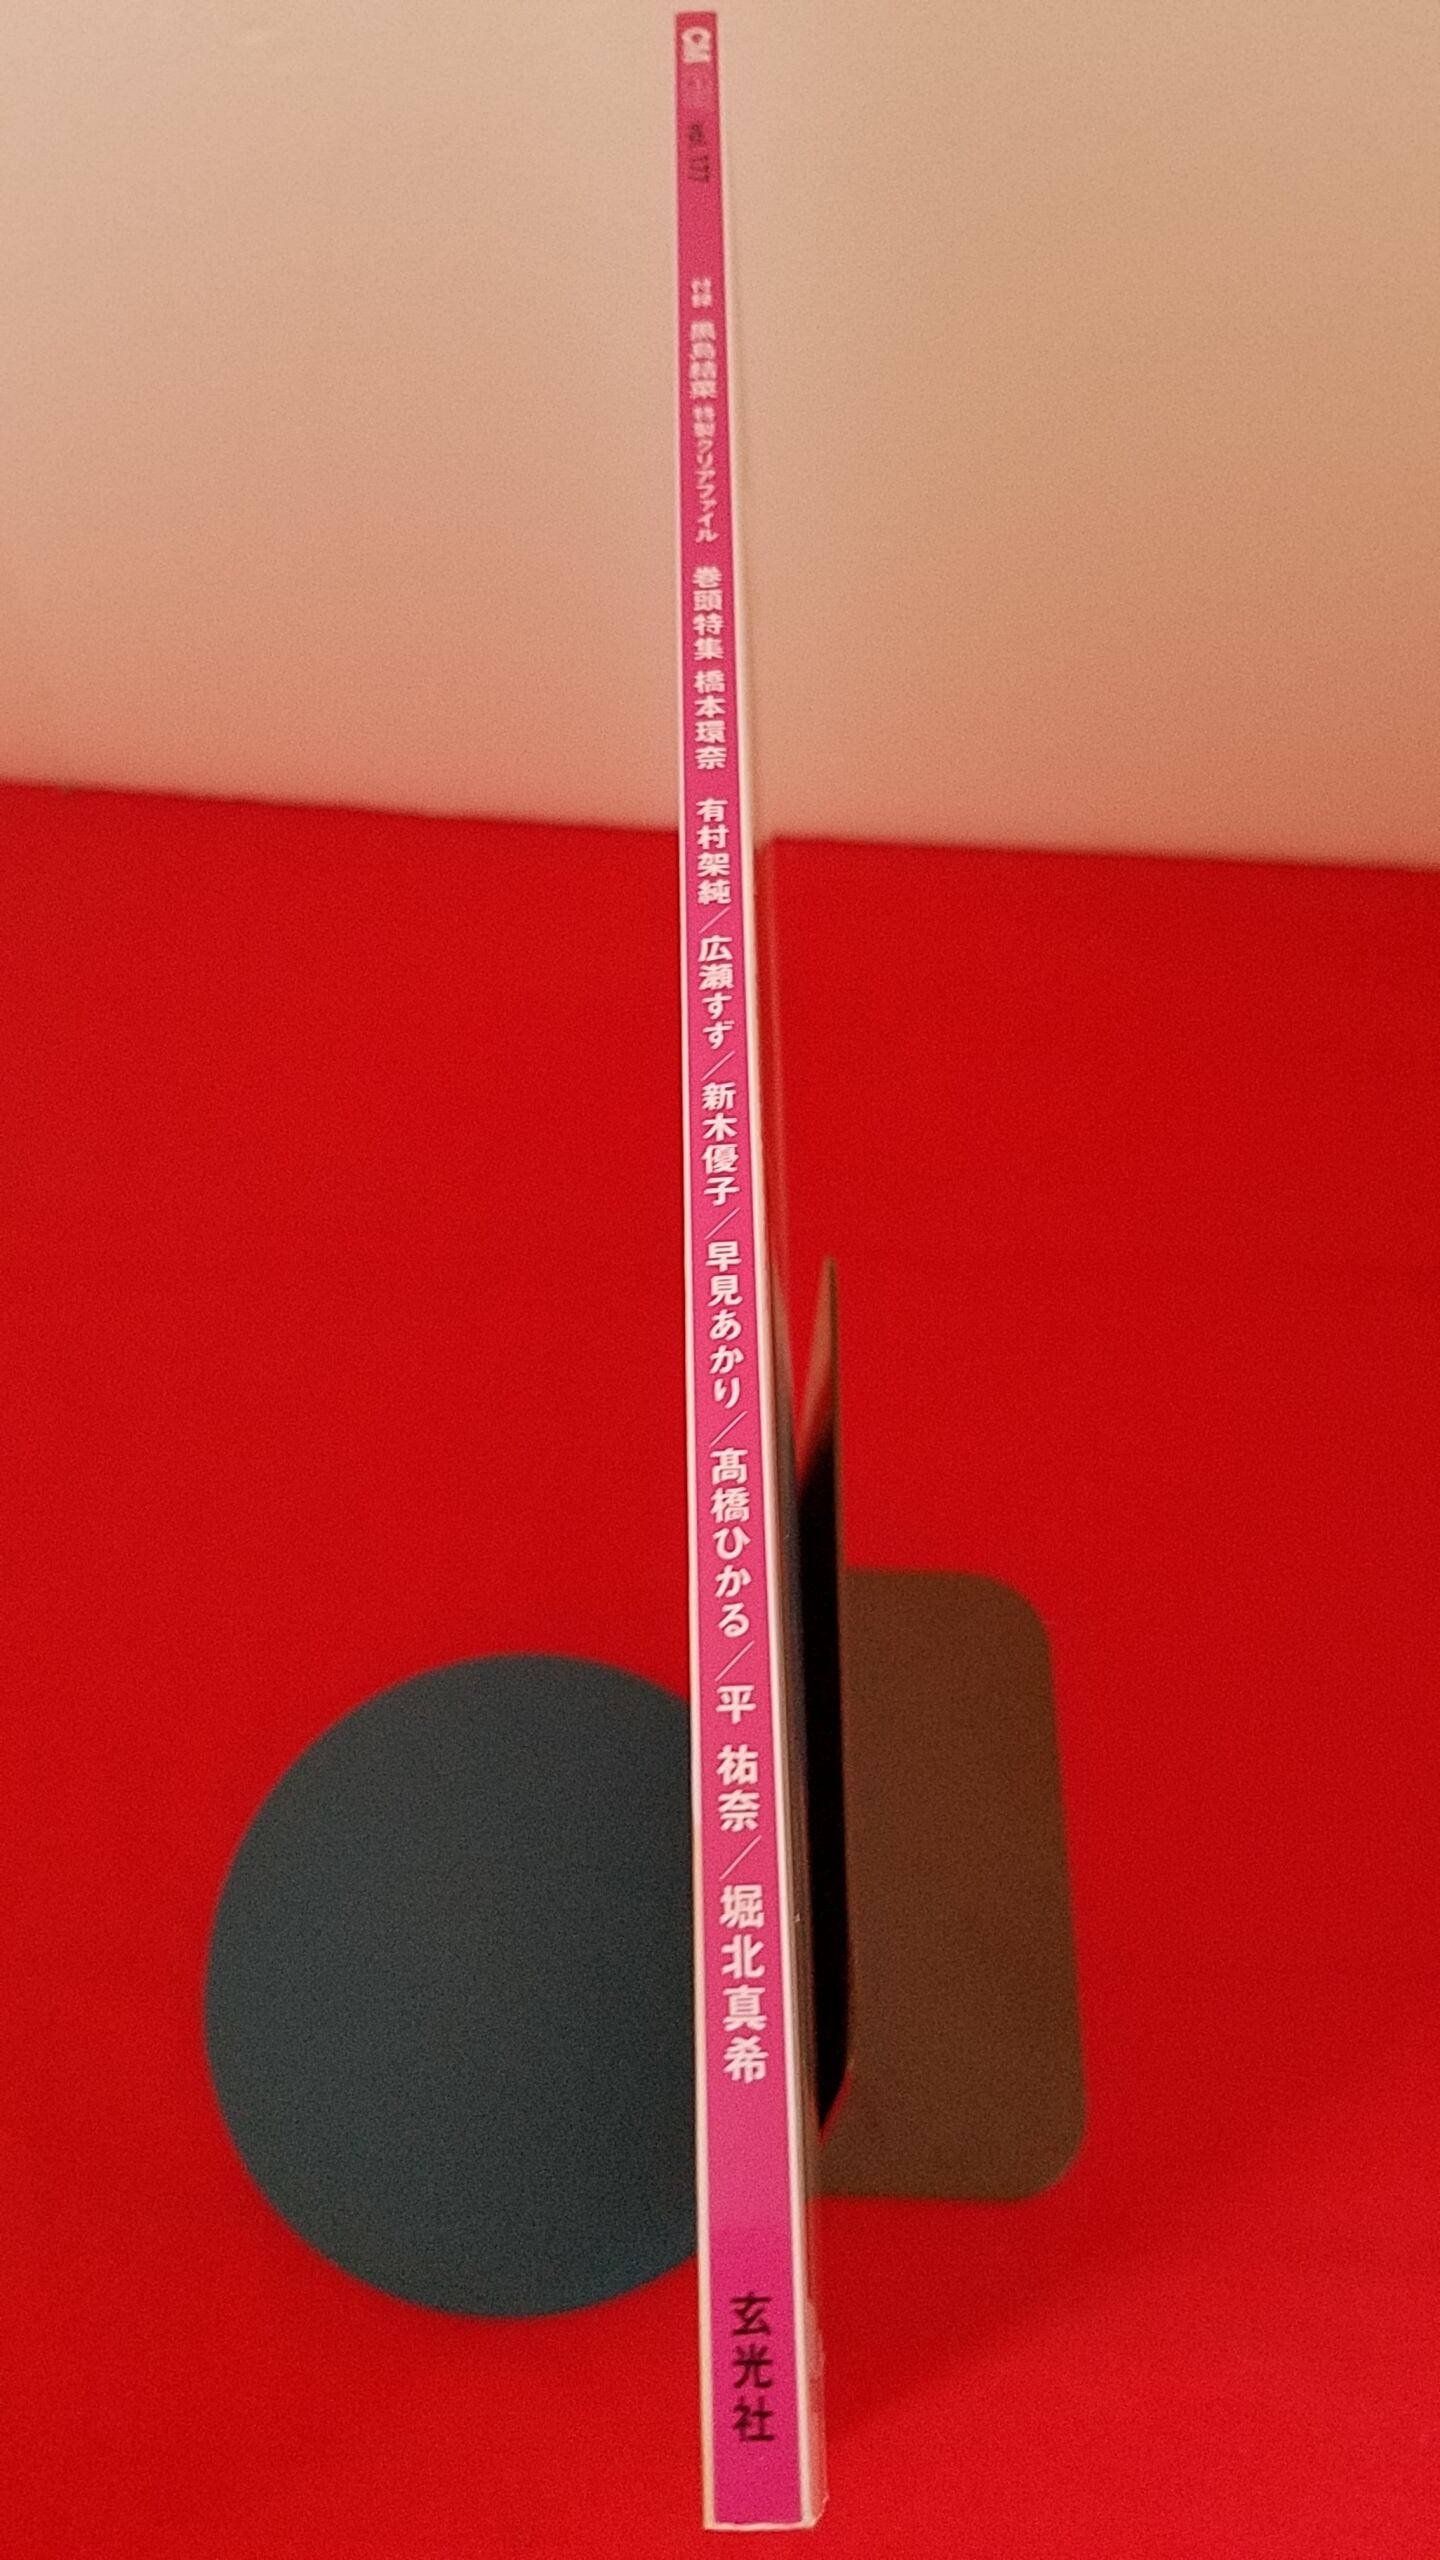 付録 黒島結菜 特製クリアファイル 巻頭特集 橋本環奈 有村架純／広瀬すず／新木優子／早見あかり／髙橋ひかる／平 祐奈／堀北真希
玄光社